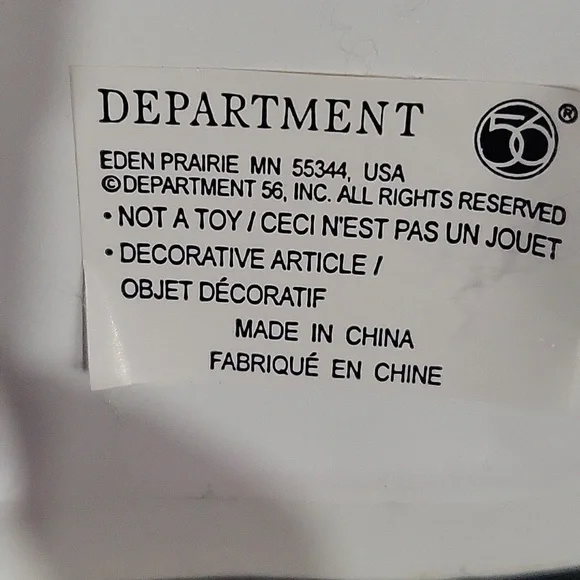 DEPARTMENT 56®
EDEN PRAIRIE MN 55344, USA
©DEPARTMENT 56, INC. ALL RIGHTS RESERVED
• NOT A TOY / CECI N'EST PAS UN JOUET
• DECORATIVE ARTICLE /
OBJET DÉCORATIF
MADE IN CHINA
FABRIQUÉ EN CHINE